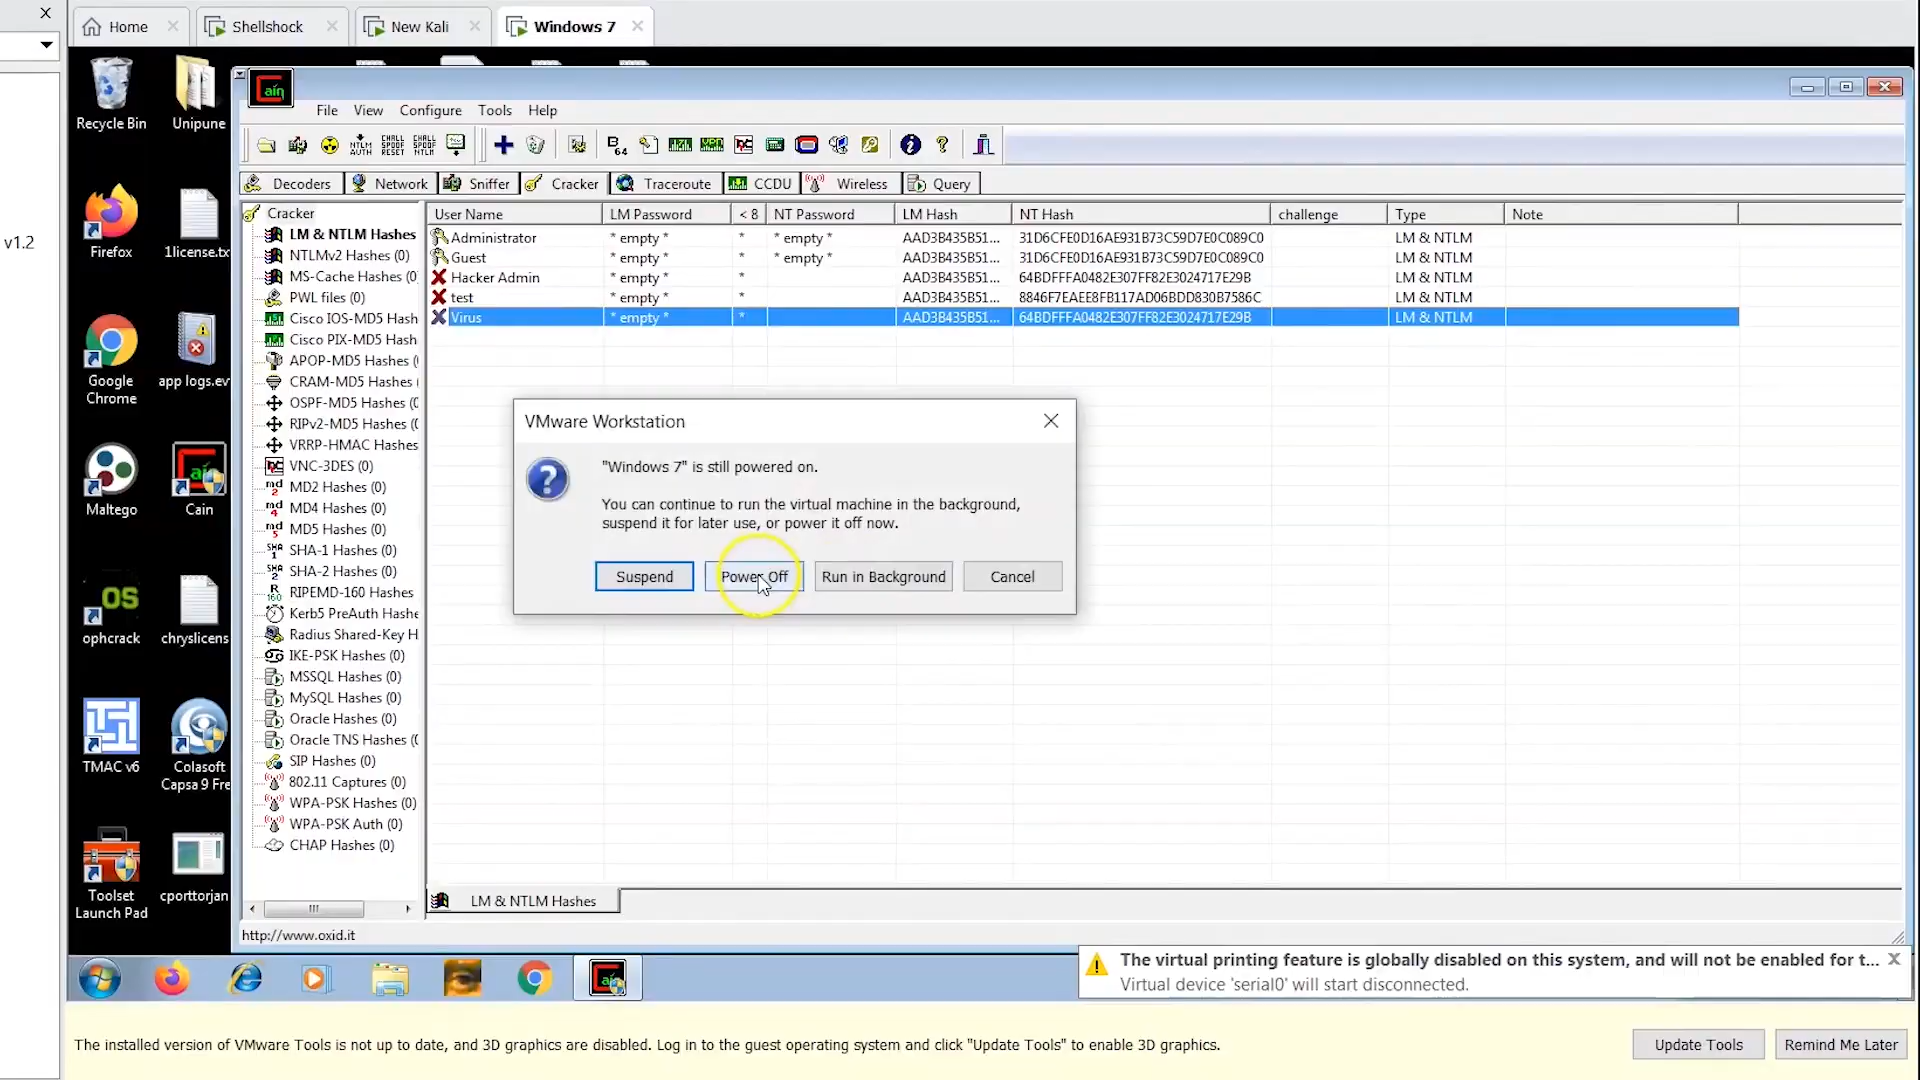 Home
Shellshock
New Kali
Windows 7
v1.2
Recycle Bin
Unipune
Firefox
1license.tx
Google
Chrome
app logs.ev
Maltego
Cain
ophcrack
chryslicens
TMAC v6
Colasoft
Capsa 9 Fre
Toolset
Launch Pad
cporttorjan
File View Configure Tools Help
Decoders Network Sniffer Cracker Traceroute CCDU Wireless Query
Cracker
LM & NTLM Hashes
NTLMv2 Hashes (0)
MS-Cache Hashes (0
PWL files (0)
Cisco IOS-MD5 Hash
Cisco PIX-MD5 Hash
APOP-MD5 Hashes (
CRAM-MD5 Hashes (
OSPF-MD5 Hashes (0
RIPv2-MD5 Hashes (
VRRP-HMAC Hashes
VNC-3DES (0)
MD2 Hashes (0)
MD4 Hashes (0)
MD5 Hashes (0)
SHA-1 Hashes (0)
SHA-2 Hashes (0)
RIPEMD-160 Hashes
Kerb5 PreAuth Hashe
Radius Shared-Key H
IKE-PSK Hashes (0)
MSSQL Hashes (0)
MySQL Hashes (0)
Oracle Hashes (0)
Oracle TNS Hashes (0
SIP Hashes (0)
802.11 Captures (0)
WPA-PSK Hashes (0)
WPA-PSK Auth (0)
CHAP Hashes (0)
User Name LM Password < 8 NT Password LM Hash NT Hash challenge Type Note
Administrator * empty * * * empty * AAD3B435B51... 31D6CFE0D16AE931B73C59D7E0C089C0 LM & NTLM
Guest * empty * * * empty * AAD3B435B51... 31D6CFE0D16AE931B73C59D7E0C089C0 LM & NTLM
Hacker Admin * empty * * AAD3B435B51... 64BDFFFA0482E307FF82E3024717E29B LM & NTLM
test * empty * * AAD3B435B51... 8846F7EAEE8FB117AD06BDD830B7586C LM & NTLM
Virus * empty * * AAD3B435B51... 64BDFFFA0482E307FF82E3024717E29B LM & NTLM
VMware Workstation
"Windows 7" is still powered on.
You can continue to run the virtual machine in the background,
suspend it for later use, or power it off now.
Suspend Power Off Run in Background Cancel
LM & NTLM Hashes
http://www.oxid.it
The virtual printing feature is globally disabled on this system, and will not be enabled for t...
Virtual device 'serial0' will start disconnected.
The installed version of VMware Tools is not up to date, and 3D graphics are disabled. Log in to the guest operating system and click "Update Tools" to enable 3D graphics.
Update Tools Remind Me Later